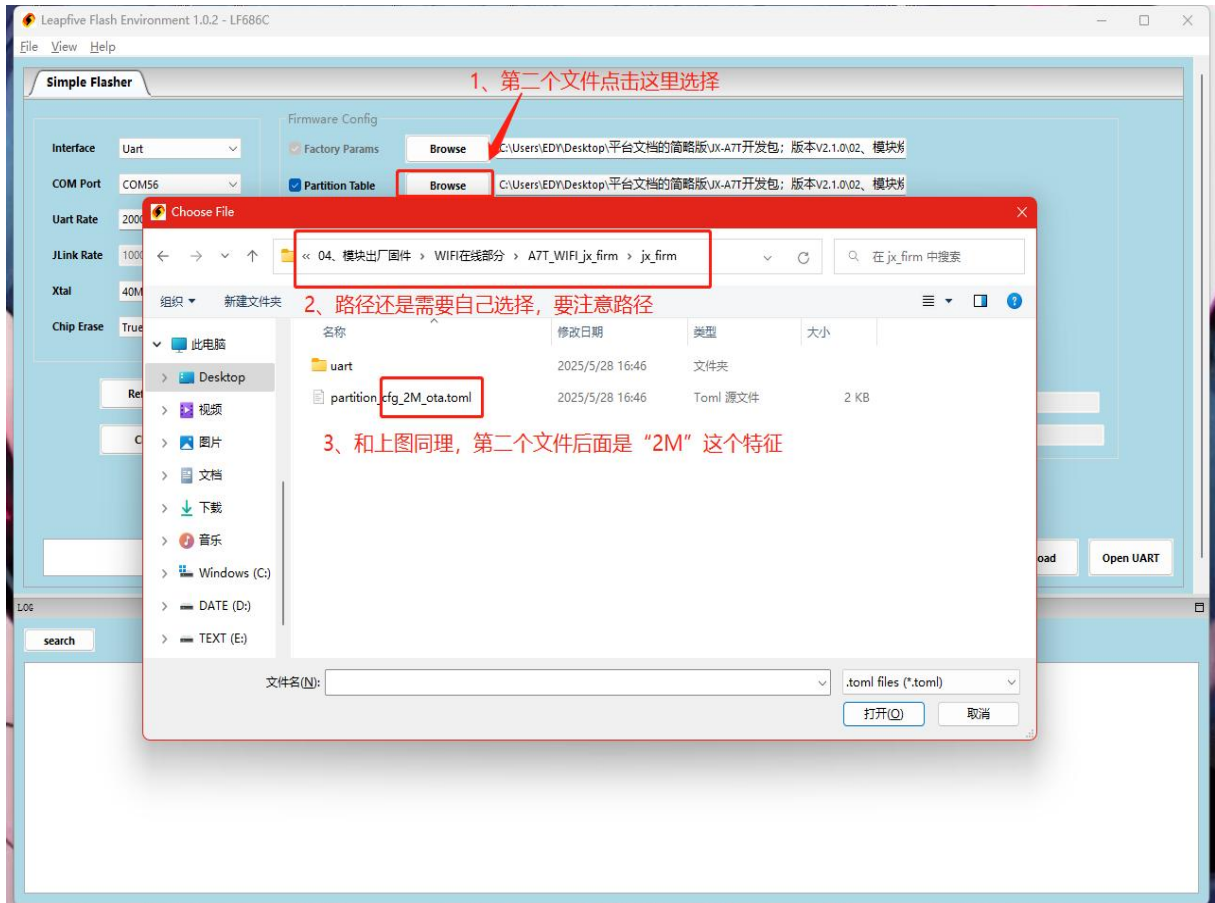 Leapfive Flash Environment 1.0.2 - LF686C
File View Help
Simple Flasher
1、第二个文件点击这里选择
Firmware Config
Interface Uart
Factory Params Browse C:\Users\EDY\Desktop\平台文档的简略版\JX-A7T开发包；版本V2.1.0\02、模块
COM Port COM56
Partition Table Browse C:\Users\EDY\Desktop\平台文档的简略版\JX-A7T开发包；版本V2.1.0\02、模块
Uart Rate 2000
Choose File
JLink Rate 1000
« 04、模块出厂固件 › WIFI在线部分 › A7T_WIFI_jx_firm › jx_firm
在 jx_firm 中搜索
Xtal 40M
组织 新建文件夹
2、路径还是需要自己选择，要注意路径
Chip Erase True
名称 修改日期 类型 大小
此电脑
uart 2025/5/28 16:46 文件夹
Desktop
partition_cfg_2M_ota.toml 2025/5/28 16:46 Toml 源文件 2 KB
视频
图片
3、和上图同理，第二个文件后面是“2M”这个特征
文档
下载
音乐
Windows (C:)
Open UART
DATE (D:)
LOG
TEXT (E:)
search
文件名(N):
.toml files (*.toml)
打开(O) 取消